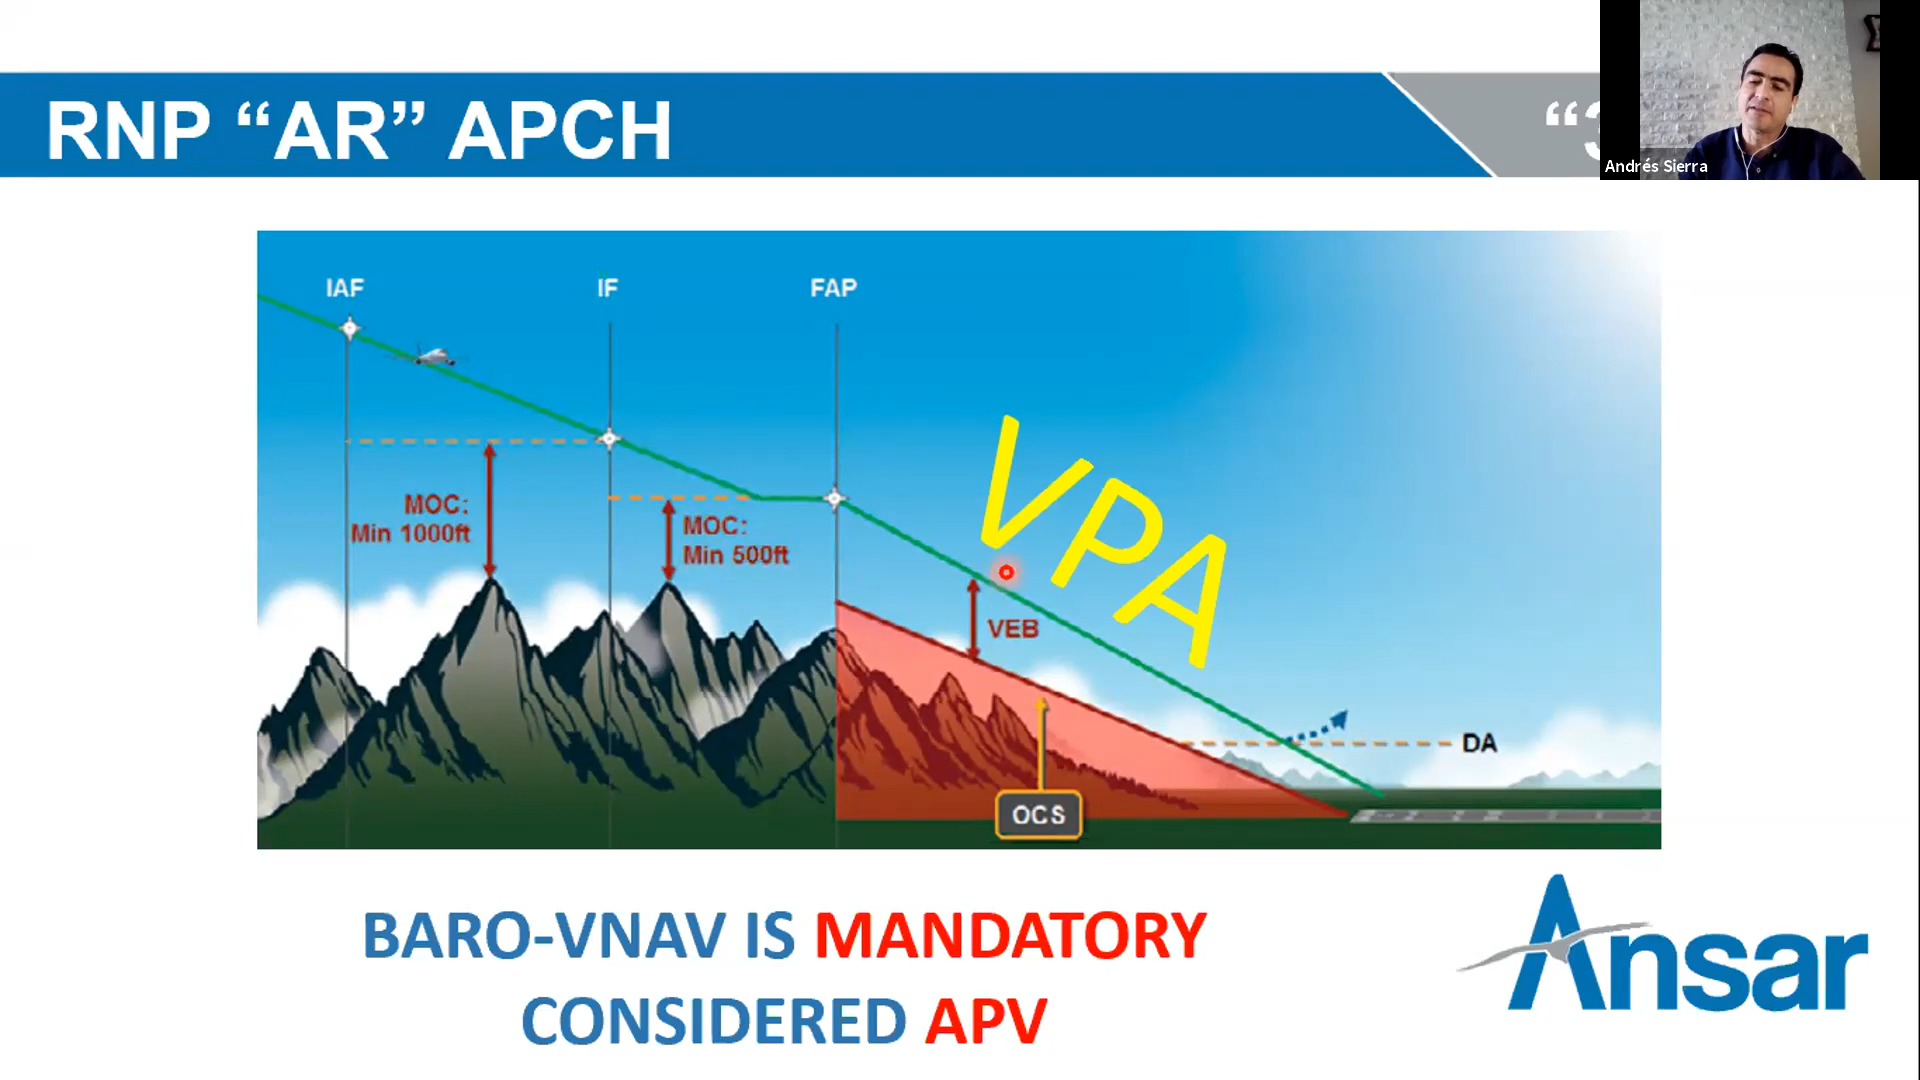 RNP “AR” APCH
Andrés Sierra
IAF
IF
FAP
VPA
MOC:
Min 1000ft
MOC:
Min 500ft
VEB
DA
OCS
BARO-VNAV IS MANDATORY
CONSIDERED APV
Ansar